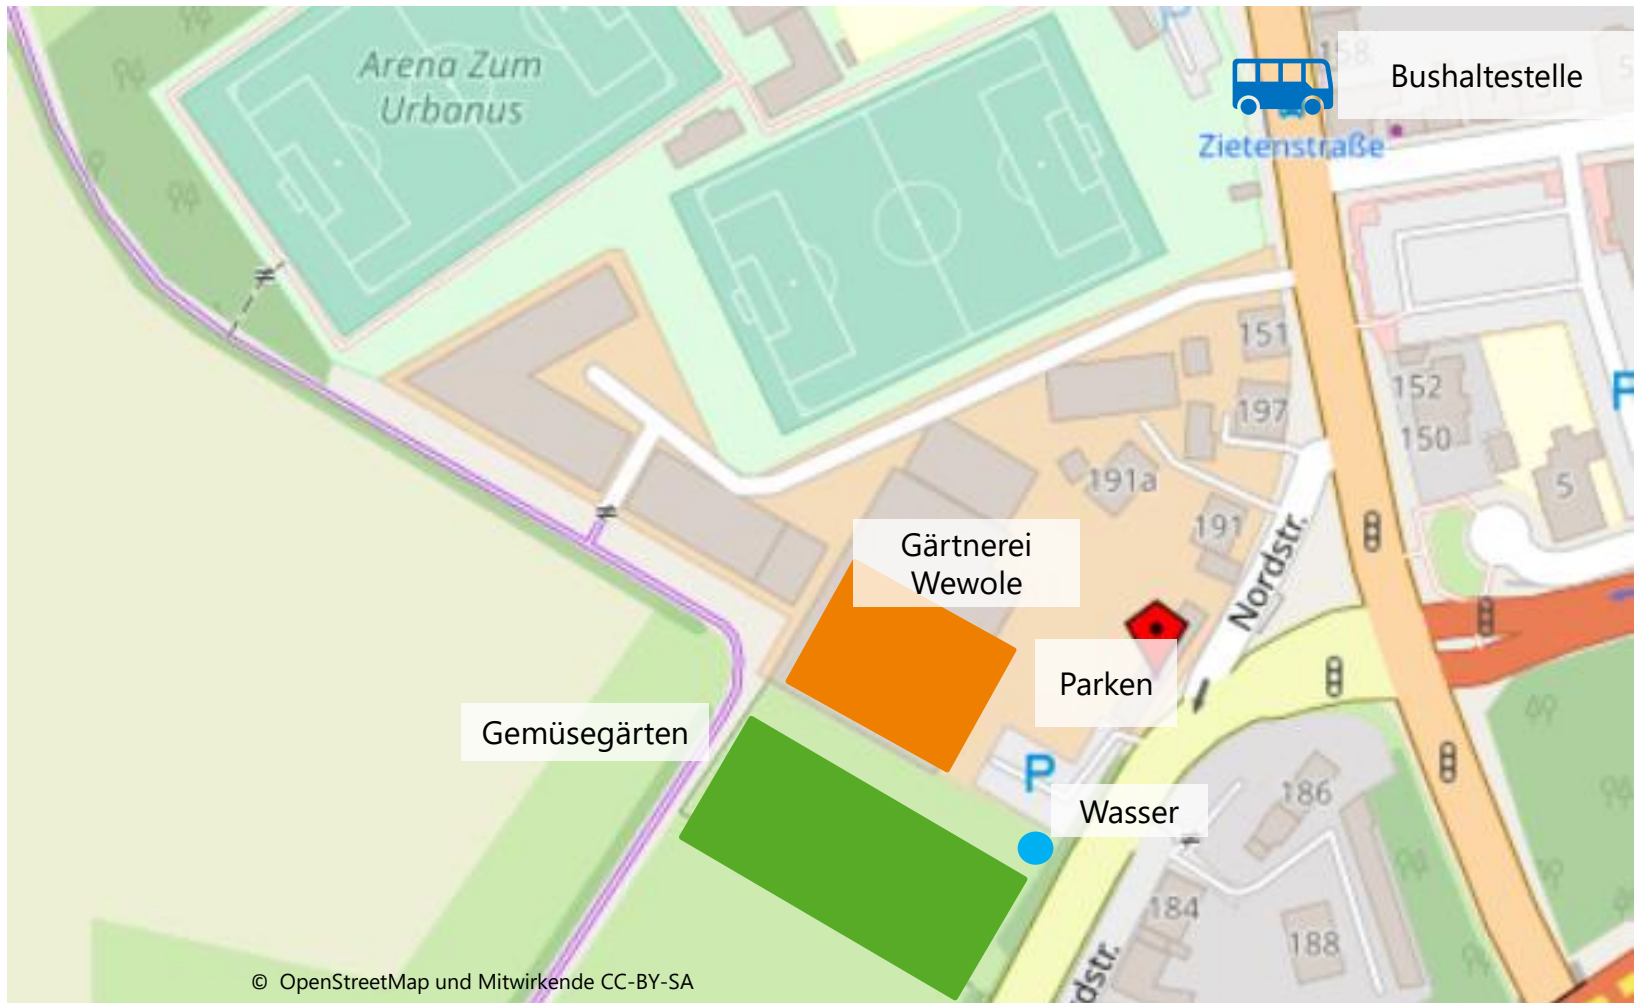 Arena Zum
Urbanus
Bushaltestelle
158
Zietenstraße
151
152
197
150
191a
5
191
Nordstr.
Gärtnerei
Wewole
Parken
Gemüsegärten
P
P
Wasser
186
184
188
© OpenStreetMap und Mitwirkende CC-BY-SA